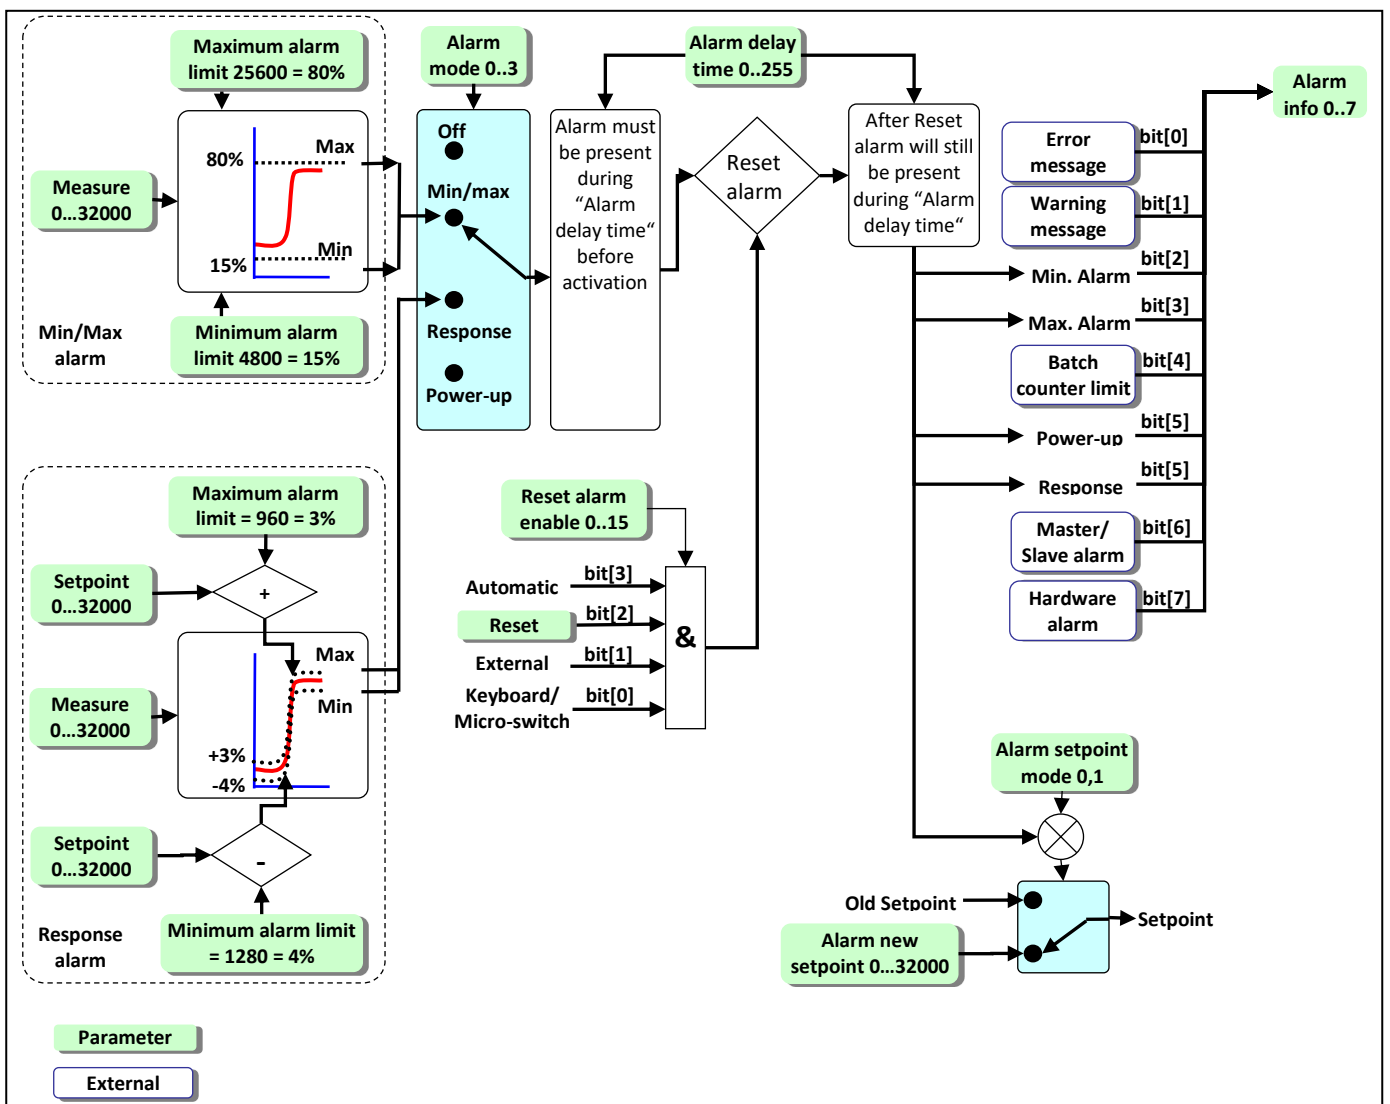 Maximum alarm
limit 25600 = 80%
80%
Max
Measure
0...32000
Min
15%
Min/Max
alarm
Minimum alarm
limit 4800 = 15%
Alarm
mode 0..3
Off
Min/max
Response
Power-up
Alarm must
be present
during
“Alarm
delay time“
before
activation
Alarm delay
time 0..255
Reset
alarm
After Reset
alarm will still
be present
during “Alarm
delay time“
Alarm
info 0..7
Error
message
bit[0]
Warning
message
bit[1]
Min. Alarm
bit[2]
Max. Alarm
bit[3]
Batch
counter limit
bit[4]
Power-up
bit[5]
Response
bit[5]
Master/
Slave alarm
bit[6]
Hardware
alarm
bit[7]
Maximum alarm
limit = 960 = 3%
Setpoint
0...32000
+
Max
Min
Measure
0...32000
+3%
-4%
Setpoint
0...32000
-
Response
alarm
Minimum alarm limit
= 1280 = 4%
Reset alarm
enable 0..15
Automatic
bit[3]
Reset
bit[2]
External
bit[1]
Keyboard/
Micro-switch
bit[0]
&
Alarm setpoint
mode 0,1
Old Setpoint
Alarm new
setpoint 0...32000
Setpoint
Parameter
External